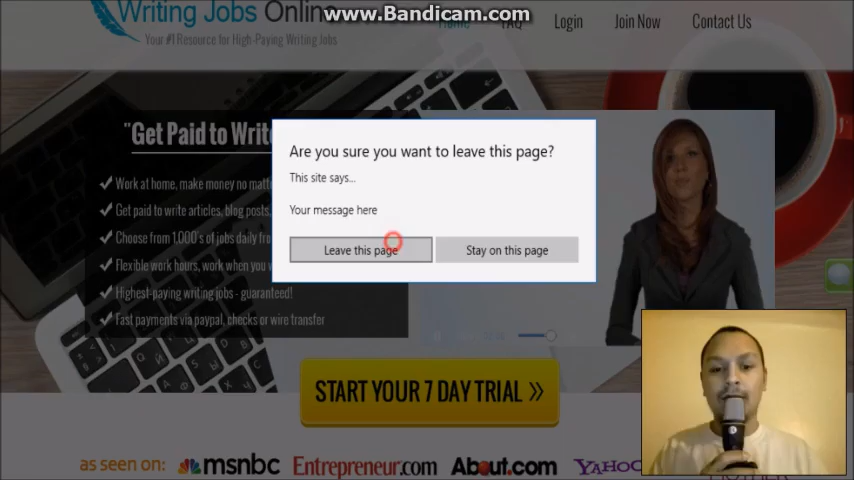 www.Bandicam.com
Writing Jobs Online
Your #1 Resource for High-Paying Writing Jobs
Home
FAQ
Login
Join Now
Contact Us
"Get Paid to Write
Work at home, make money no matte
Get paid to write articles, blog posts,
Choose from 1,000's of jobs daily fro
Flexible work hours, work when you w
Highest-paying writing jobs - guaranteed!
Fast payments via paypal, checks or wire transfer
Are you sure you want to leave this page?
This site says...
Your message here
Leave this page
Stay on this page
START YOUR 7 DAY TRIAL »
as seen on: msnbc Entrepreneur.com About.com YAHO